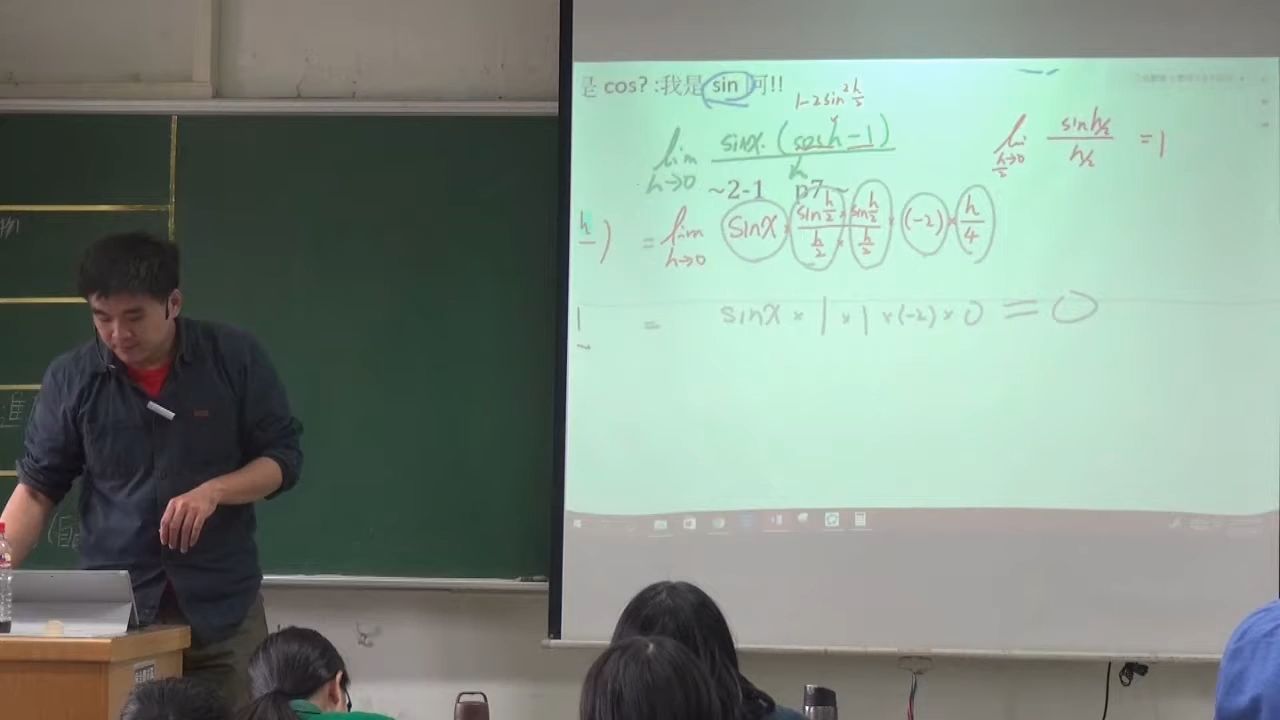 是 cos? :我是 sin 阿!!
1-2sin²h/2
lim h→0 sinx·(cosh-1)/h
lim h/2→0 sin h/2 / h/2 = 1
~2-1 p7~
= lim h→0 sinx × sin h/2 / h/2 × sin h/2 / h/2 × (-2) × h/4
= sinx × 1 × 1 × (-2) × 0 = 0